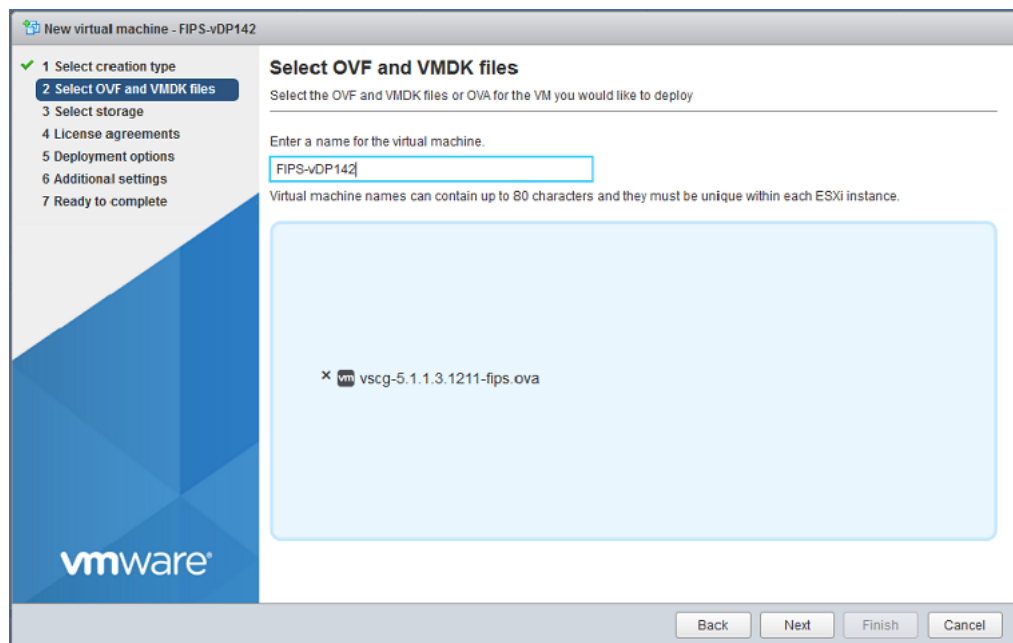 New virtual machine - FIPS-vDP142
1 Select creation type
2 Select OVF and VMDK files
3 Select storage
4 License agreements
5 Deployment options
6 Additional settings
7 Ready to complete
vmware®
Select OVF and VMDK files
Select the OVF and VMDK files or OVA for the VM you would like to deploy
Enter a name for the virtual machine.
FIPS-vDP142
Virtual machine names can contain up to 80 characters and they must be unique within each ESXi instance.
× vm vscg-5.1.1.3.1211-fips.ova
Back Next Finish Cancel